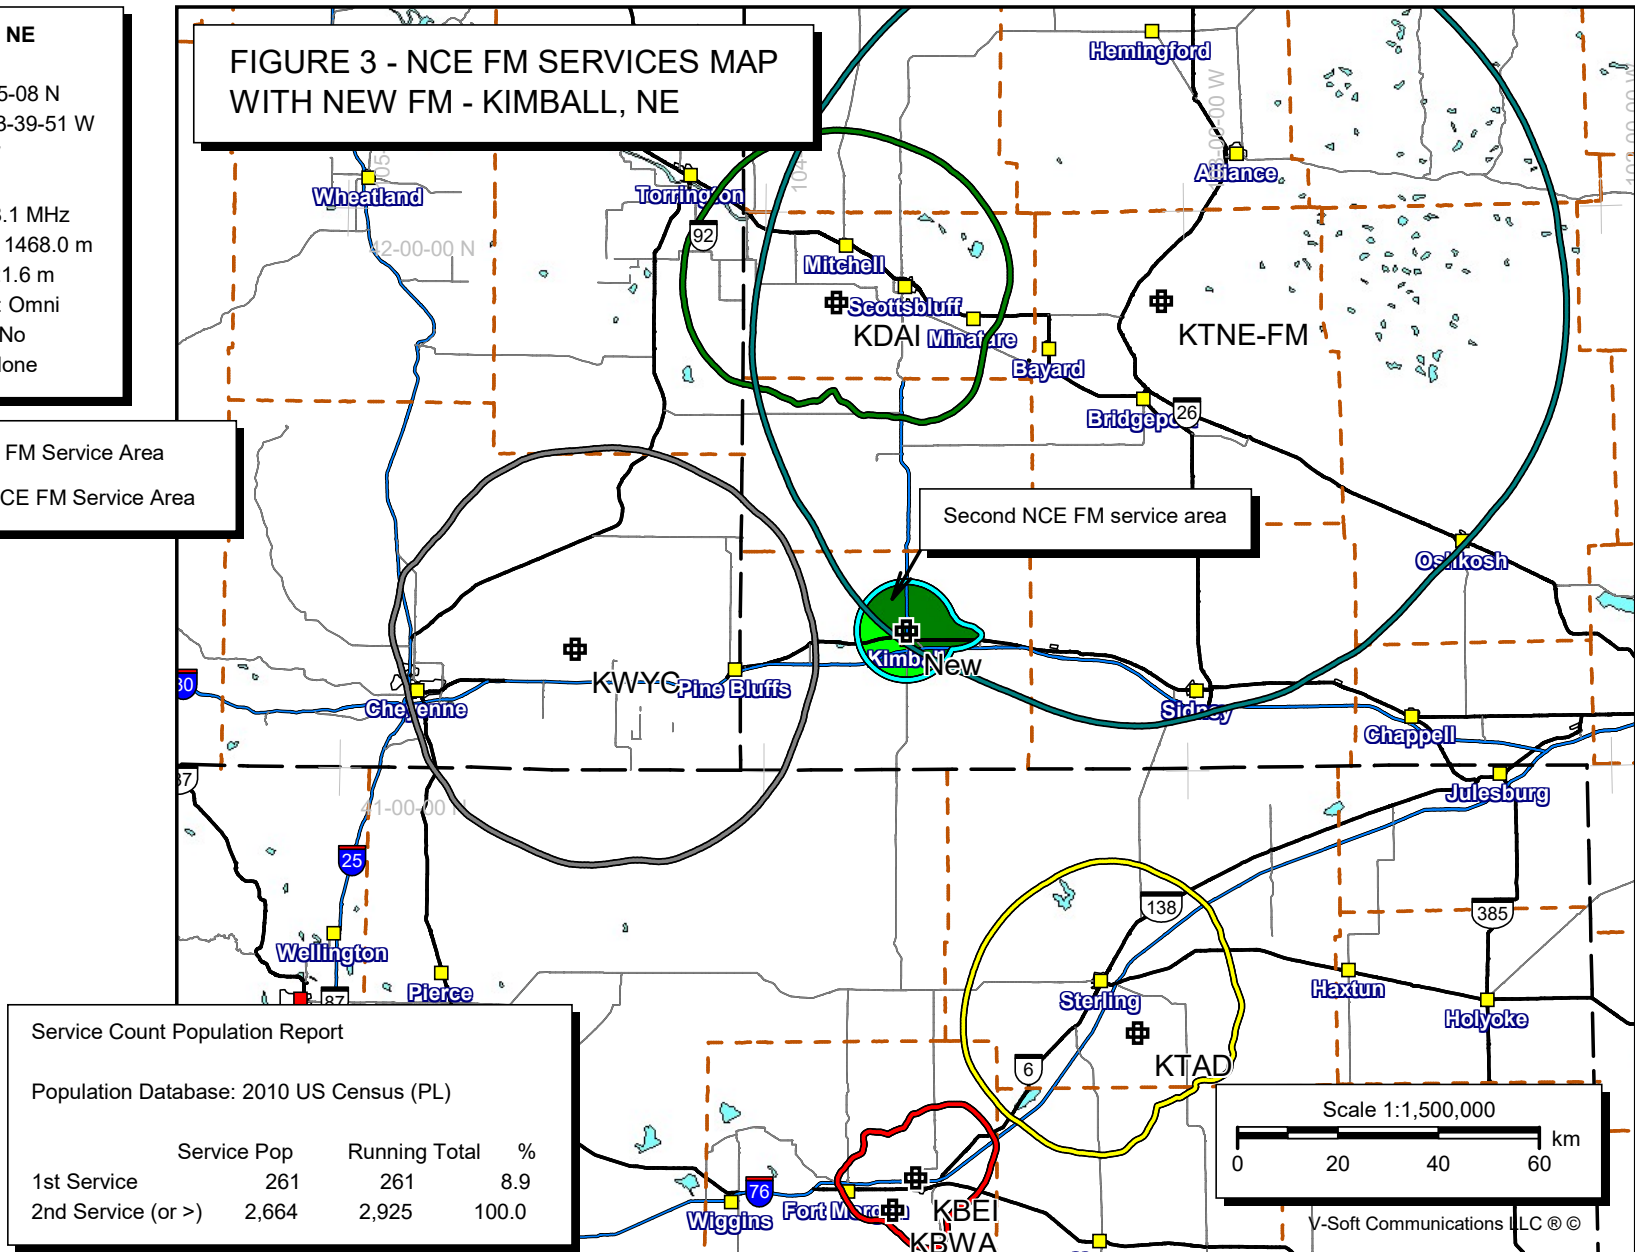 NE
5-08 N
3-39-51 W
3.1 MHz
1468.0 m
1.6 m
: Omni
No
lone
FM Service Area
CE FM Service Area
FIGURE 3 - NCE FM SERVICES MAP
WITH NEW FM - KIMBALL, NE
Hemingford
Alliance
Wheatland
Torrington
92
42-00-00 N
Mitchell
Scottsbluff
KDAI
Minatare
Bayard
KTNE-FM
Bridgeport
26
Second NCE FM service area
Oshkosh
Kimball
New
KWYC
Pine Bluffs
80
Cheyenne
Sidney
Chappell
Julesburg
87
41-00-00 N
25
138
385
Wellington
Pierce
87
Sterling
Haxtun
Holyoke
KTAD
6
76
Wiggins
Fort Morgan
KBEI
KBWA
Service Count Population Report
Population Database: 2010 US Census (PL)
Service Pop Running Total %
1st Service 261 261 8.9
2nd Service (or >) 2,664 2,925 100.0
Scale 1:1,500,000
km
0 20 40 60
V-Soft Communications LLC ® ©